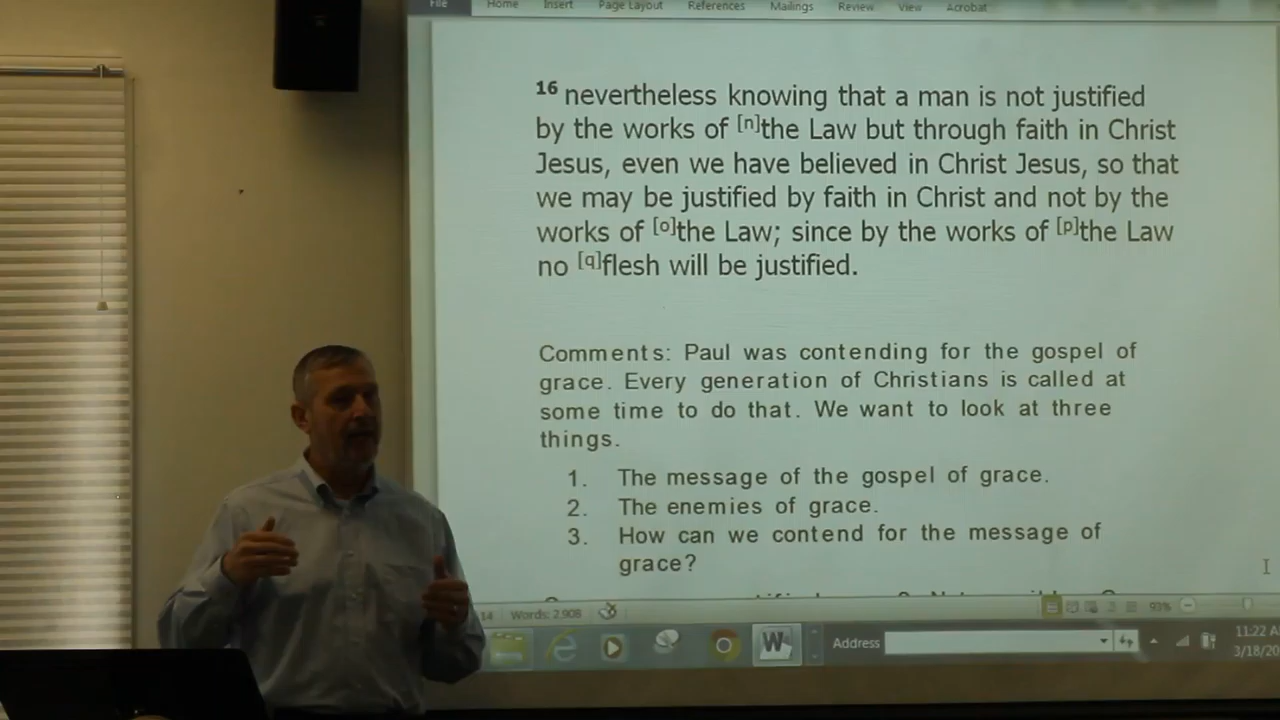 File Home Insert Page Layout References Mailings Review View Acrobat
16 nevertheless knowing that a man is not justified
by the works of [n]the Law but through faith in Christ
Jesus, even we have believed in Christ Jesus, so that
we may be justified by faith in Christ and not by the
works of [o]the Law; since by the works of [p]the Law
no [q]flesh will be justified.
Comments: Paul was contending for the gospel of
grace. Every generation of Christians is called at
some time to do that. We want to look at three
things.
1. The message of the gospel of grace.
2. The enemies of grace.
3. How can we contend for the message of
grace?
14 Words: 2,908 93%
W Address 11:22 A
3/18/20